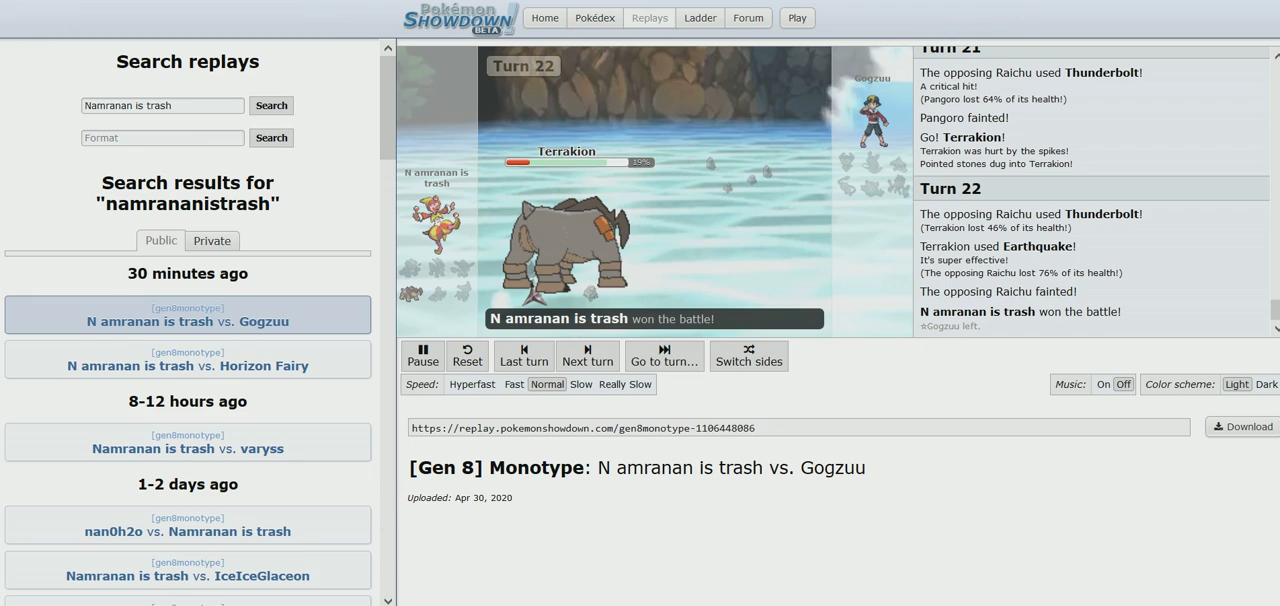 Pokémon
SHOWDOWN!
BETA
Home
Pokédex
Replays
Ladder
Forum
Play
Search replays
Namranan is trash
Search
Format
Search
Search results for
"namrananistrash"
Public
Private
30 minutes ago
[gen8monotype]
N amranan is trash vs. Gogzuu
[gen8monotype]
N amranan is trash vs. Horizon Fairy
8-12 hours ago
[gen8monotype]
Namranan is trash vs. varyss
1-2 days ago
[gen8monotype]
nan0h2o vs. Namranan is trash
[gen8monotype]
Namranan is trash vs. IceIceGlaceon
Turn 22
N amranan is
trash
Terrakion
19%
Gogzuu
N amranan is trash won the battle!
Turn 21
The opposing Raichu used Thunderbolt!
A critical hit!
(Pangoro lost 64% of its health!)
Pangoro fainted!
Go! Terrakion!
Terrakion was hurt by the spikes!
Pointed stones dug into Terrakion!
Turn 22
The opposing Raichu used Thunderbolt!
(Terrakion lost 46% of its health!)
Terrakion used Earthquake!
It's super effective!
(The opposing Raichu lost 76% of its health!)
The opposing Raichu fainted!
N amranan is trash won the battle!
☆Gogzuu left.
Pause
Reset
Last turn
Next turn
Go to turn...
Switch sides
Speed: Hyperfast Fast Normal Slow Really Slow
Music: On Off
Color scheme: Light Dark
https://replay.pokemonshowdown.com/gen8monotype-1106448086
Download
[Gen 8] Monotype: N amranan is trash vs. Gogzuu
Uploaded: Apr 30, 2020